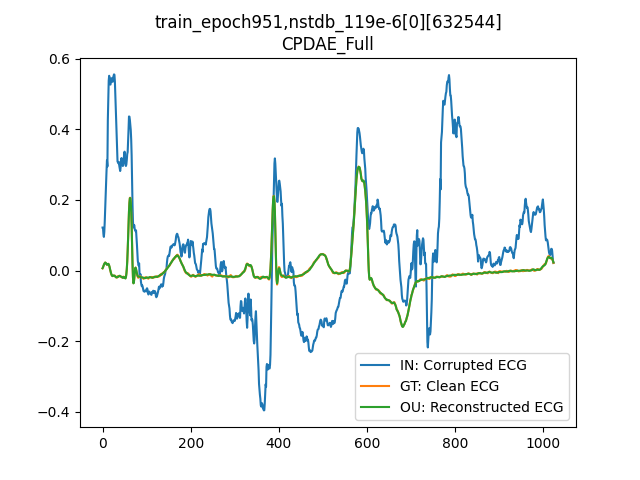 train_epoch951,nstdb_119e-6[0][632544]
CPDAE_Full
0.6
0.4
0.2
0.0
−0.2
−0.4
IN: Corrupted ECG
GT: Clean ECG
OU: Reconstructed ECG
0 200 400 600 800 1000